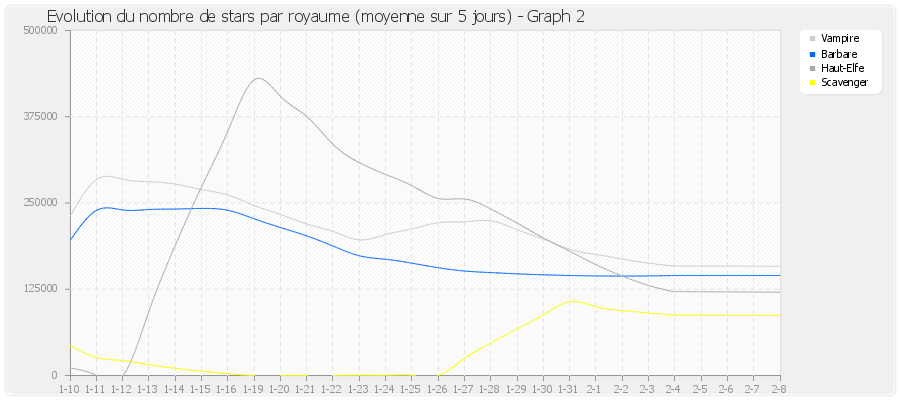 Evolution du nombre de stars par royaume (moyenne sur 5 jours) - Graph 2
500000
375000
250000
125000
0
1-10 1-11 1-12 1-13 1-14 1-15 1-16 1-19 1-20 1-21 1-22 1-23 1-24 1-25 1-26 1-27 1-28 1-29 1-30 1-31 2-1 2-2 2-3 2-4 2-5 2-6 2-7 2-8
Vampire
Barbare
Haut-Elfe
Scavenger